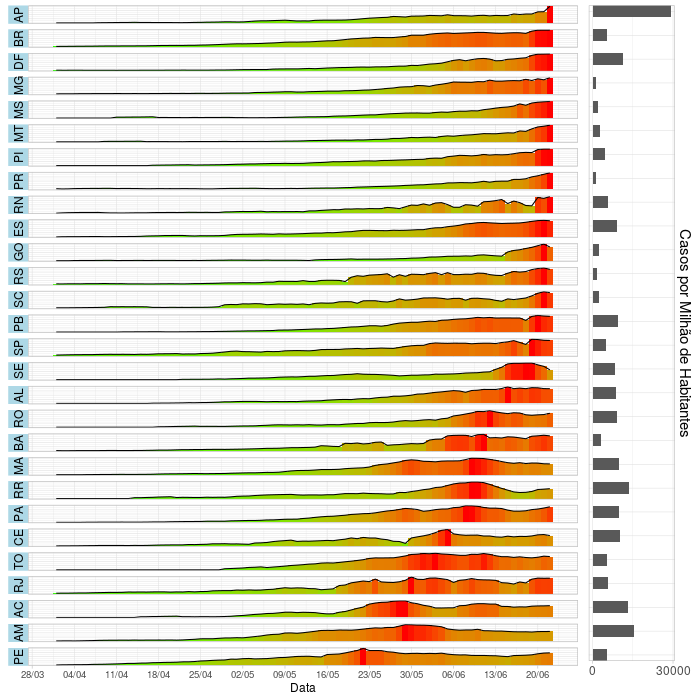 AP
BR
DF
MG
MS
MT
PI
PR
RN
ES
GO
RS
SC
PB
SP
SE
AL
RO
BA
MA
RR
PA
CE
TO
RJ
AC
AM
PE
28/03 04/04 11/04 18/04 25/04 02/05 09/05 16/05 23/05 30/05 06/06 13/06 20/06
Data
0 30000
Casos por Milhão de Habitantes